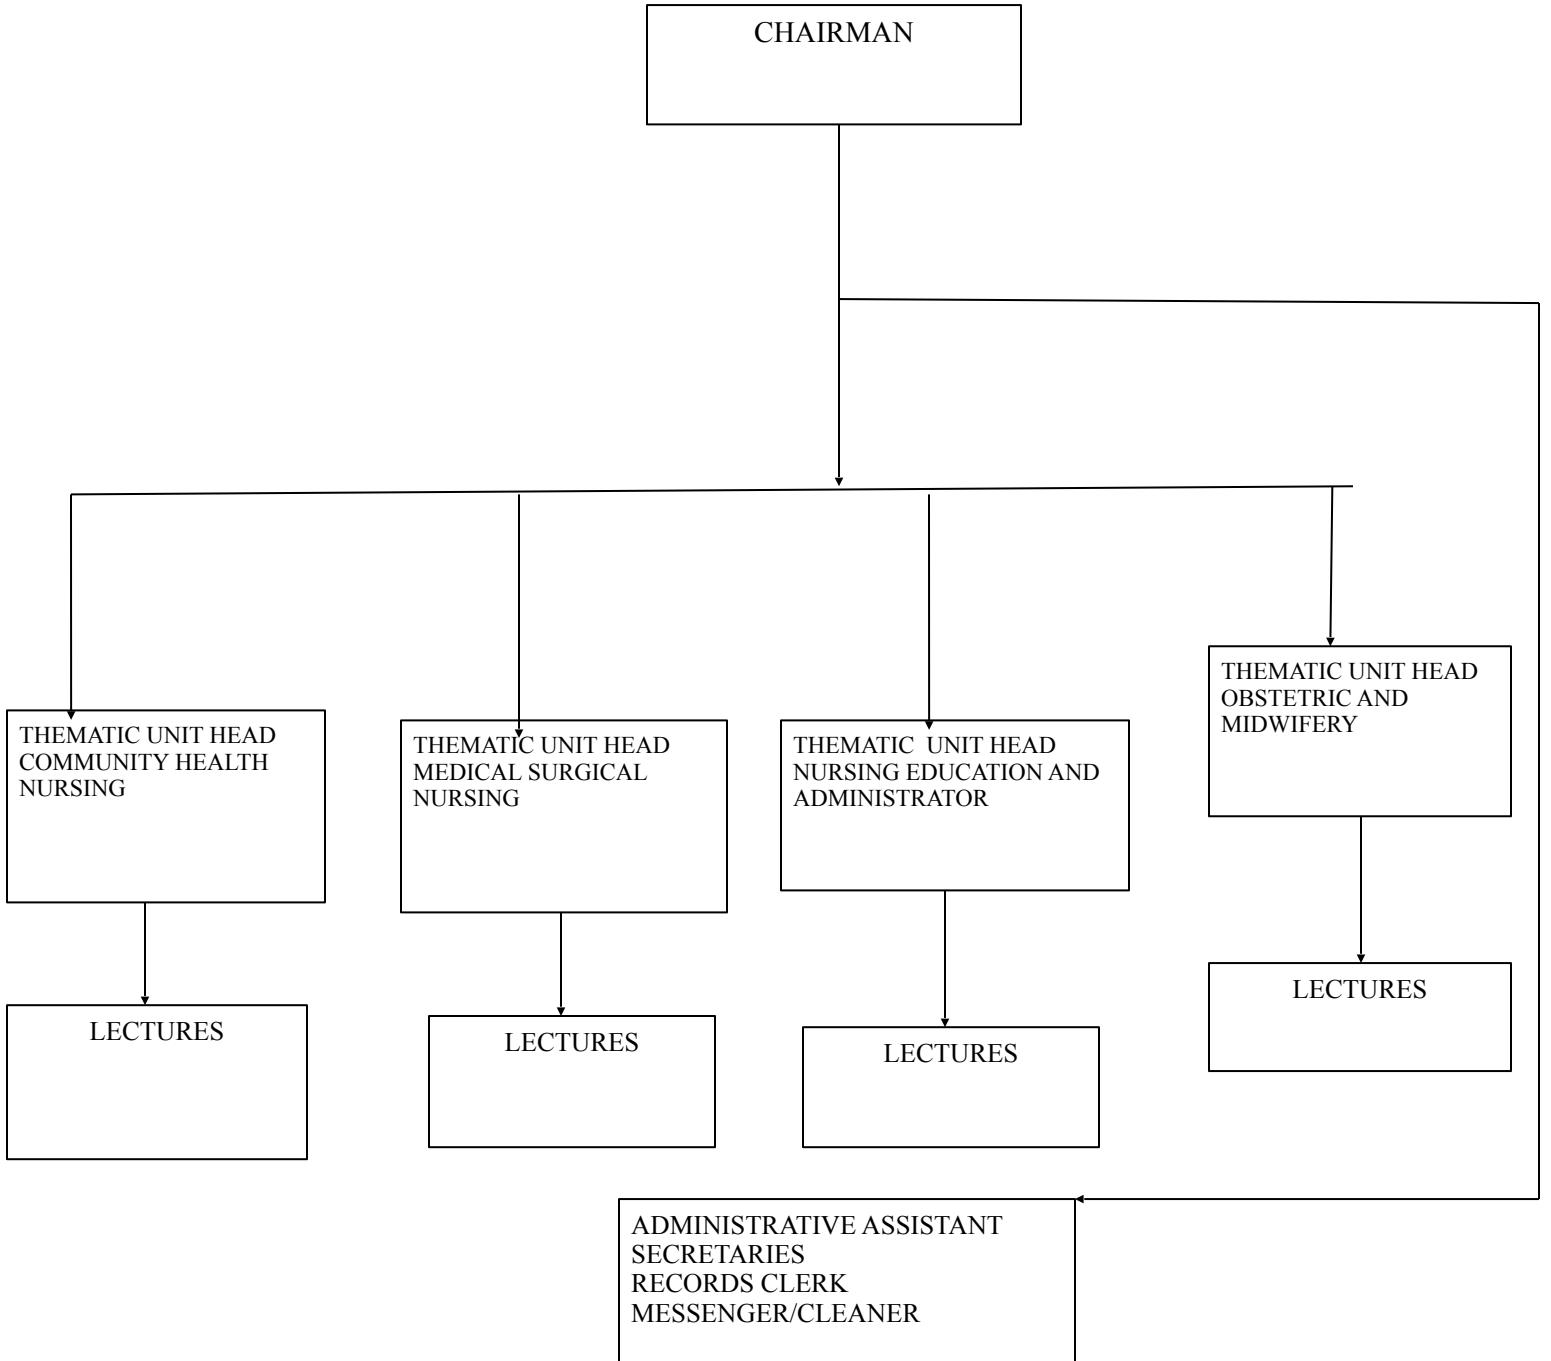 CHAIRMAN
THEMATIC UNIT HEAD
COMMUNITY HEALTH
NURSING
THEMATIC UNIT HEAD
MEDICAL SURGICAL
NURSING
THEMATIC  UNIT HEAD
NURSING EDUCATION AND
ADMINISTRATOR
THEMATIC UNIT HEAD
OBSTETRIC AND
MIDWIFERY
LECTURES
LECTURES
LECTURES
LECTURES
ADMINISTRATIVE ASSISTANT
SECRETARIES
RECORDS CLERK
MESSENGER/CLEANER